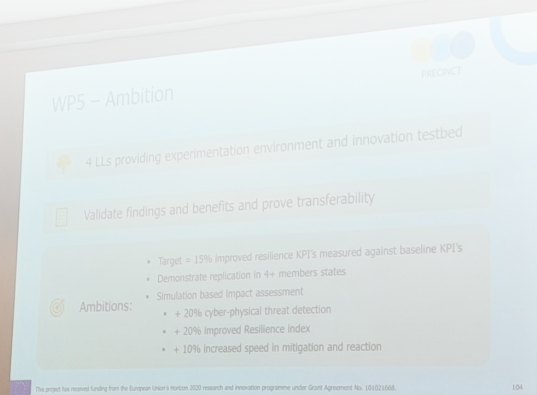 PRECINCT
WP5 – Ambition
4 LLs providing experimentation environment and innovation testbed
Validate findings and benefits and prove transferability
Ambitions:
• Target = 15% improved resilience KPI's measured against baseline KPI's
• Demonstrate replication in 4+ members states
• Simulation based impact assessment
• + 20% cyber-physical threat detection
• + 20% improved Resilience Index
• + 10% increased speed in mitigation and reaction
This project has received funding from the European Union's Horizon 2020 research and innovation programme under Grant Agreement No. 101021668.
104